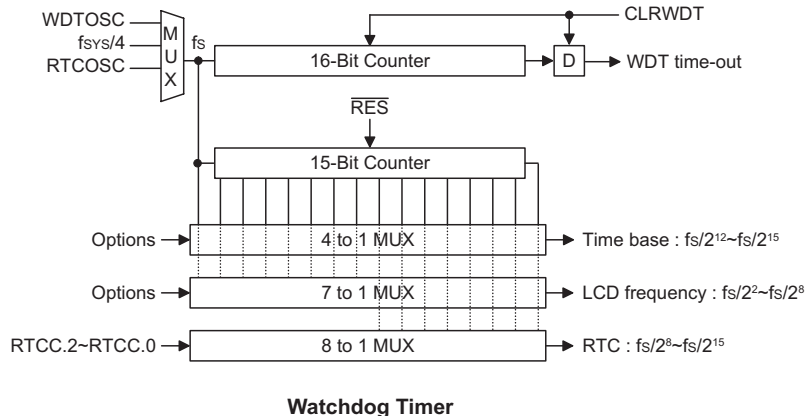 WDTOSC
fSYS/4
RTCOSC
MUX
fS
16-Bit Counter
CLRWDT
D
WDT time-out
RES
15-Bit Counter
Options
4 to 1 MUX
Time base : fS/2¹²~fS/2¹⁵
Options
7 to 1 MUX
LCD frequency : fS/2²~fS/2⁸
RTCC.2~RTCC.0
8 to 1 MUX
RTC : fS/2⁸~fS/2¹⁵
Watchdog Timer